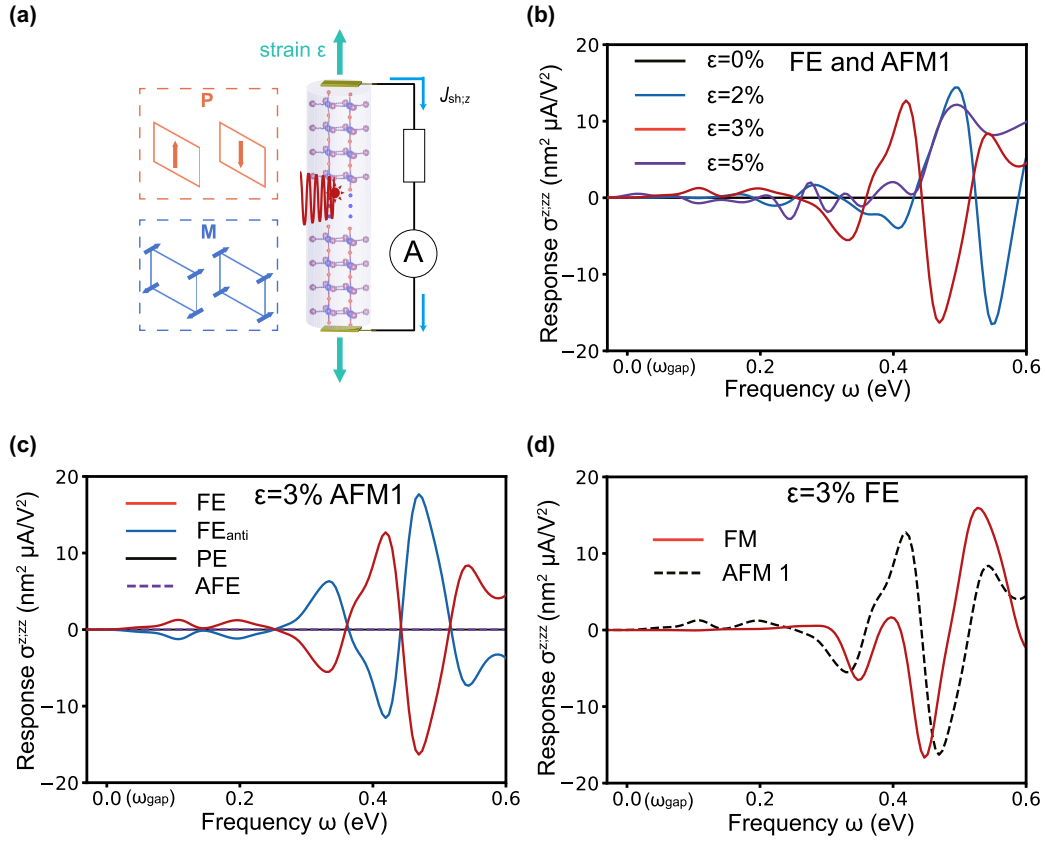 (a)
strain ε
P
M
J sh;z
A
(b)
FE and AFM1
ε=0%
ε=2%
ε=3%
ε=5%
20
10
0
−10
−20
Response σ^z;zz (nm² μA/V²)
0.0 (ω_gap) 0.2 0.4 0.6
Frequency ω (eV)
(c)
ε=3% AFM1
FE
FE_anti
PE
AFE
20
10
0
−10
−20
Response σ^z;zz (nm² μA/V²)
0.0 (ω_gap) 0.2 0.4 0.6
Frequency ω (eV)
(d)
ε=3% FE
FM
AFM 1
20
10
0
−10
−20
Response σ^z;zz (nm² μA/V²)
0.0 (ω_gap) 0.2 0.4 0.6
Frequency ω (eV)